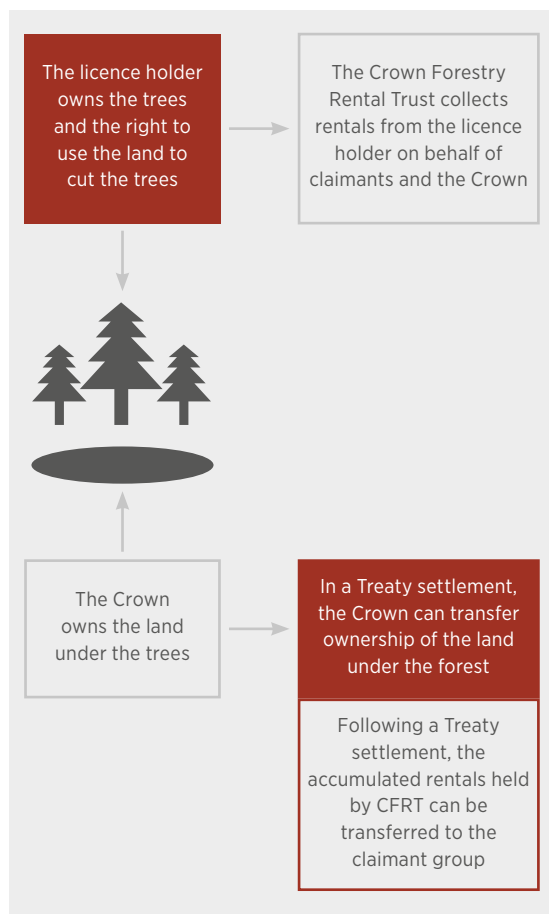 The licence holder
owns the trees
and the right to
use the land to
cut the trees
The Crown Forestry
Rental Trust collects
rentals from the licence
holder on behalf of
claimants and the Crown
The Crown
owns the land
under the trees
In a Treaty settlement,
the Crown can transfer
ownership of the land
under the forest
Following a Treaty
settlement, the
accumulated rentals held
by CFRT can be
transferred to the
claimant group